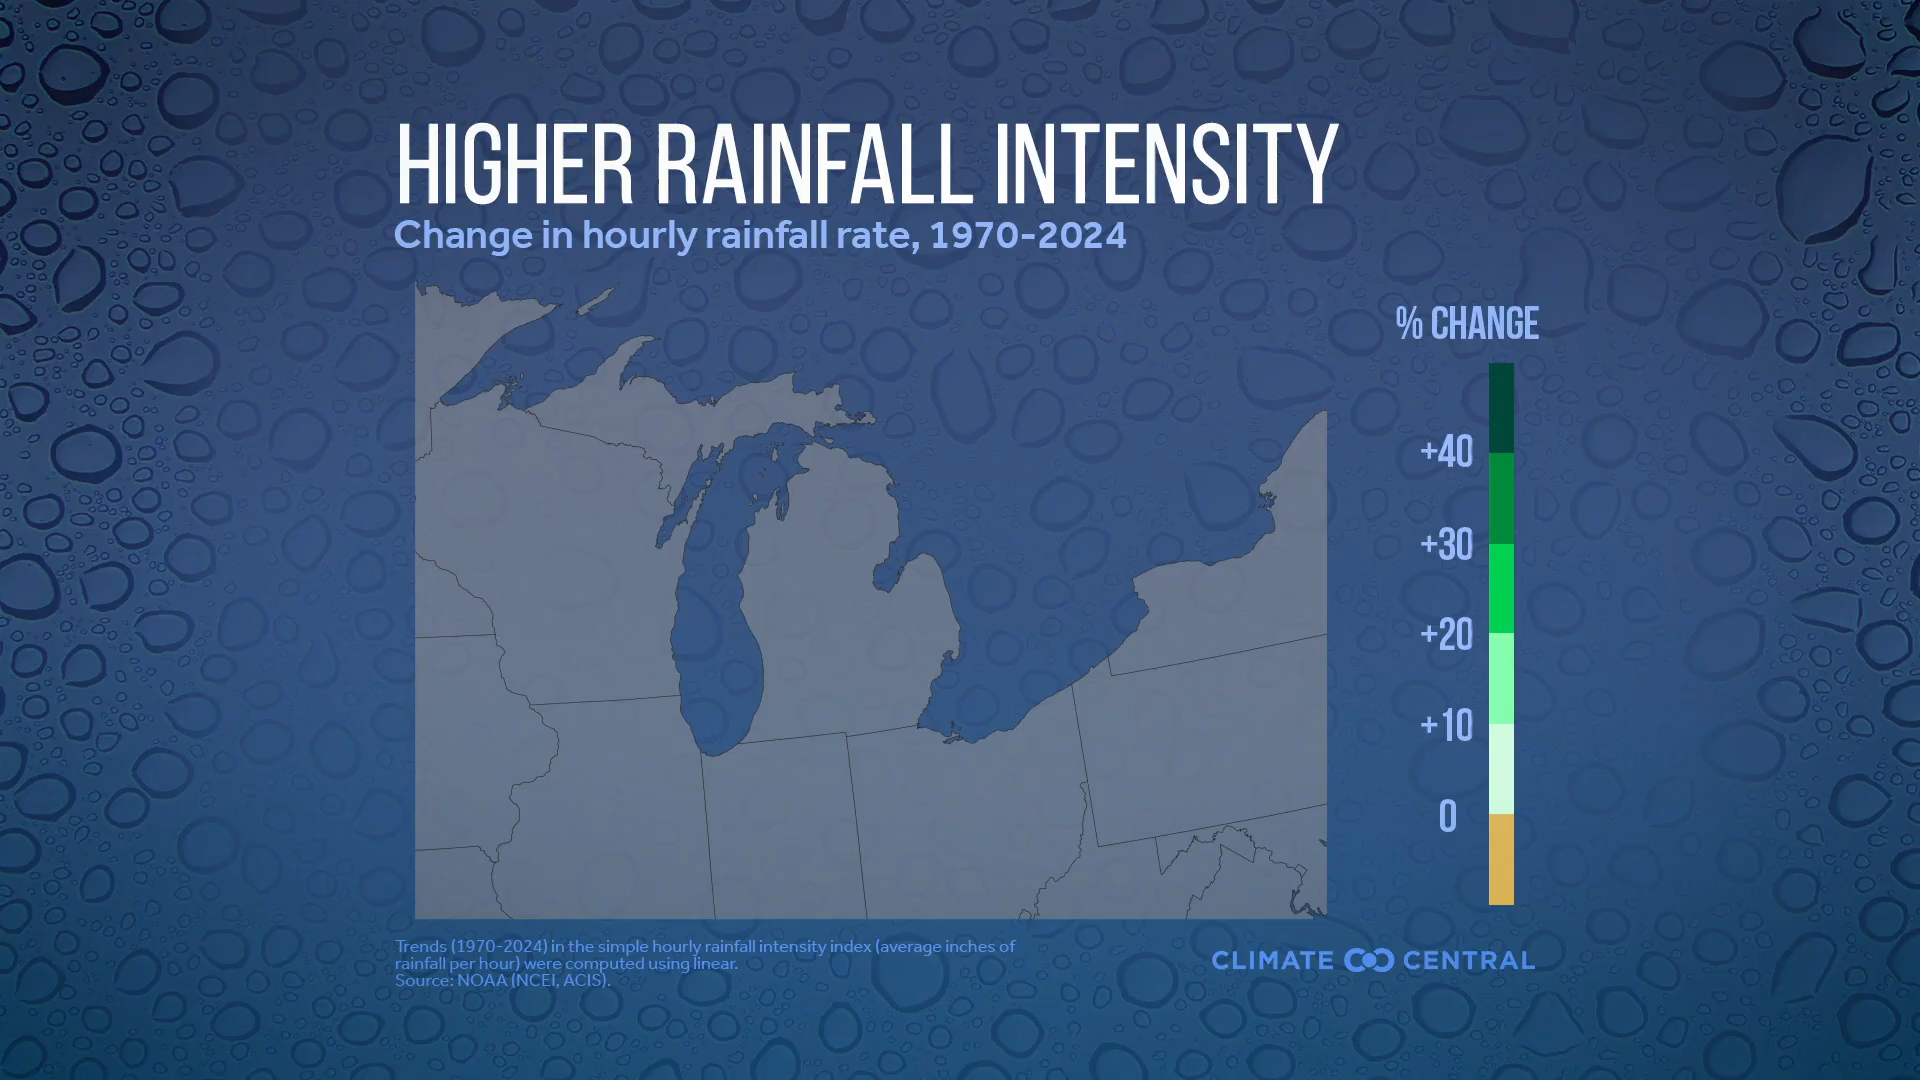 HIGHER RAINFALL INTENSITY
Change in hourly rainfall rate, 1970-2024
% CHANGE
+40
+30
+20
+10
0
Trends (1970-2024) in the simple hourly rainfall intensity index (average inches of
rainfall per hour) were computed using linear.
Source: NOAA (NCEI, ACIS).
CLIMATE CENTRAL